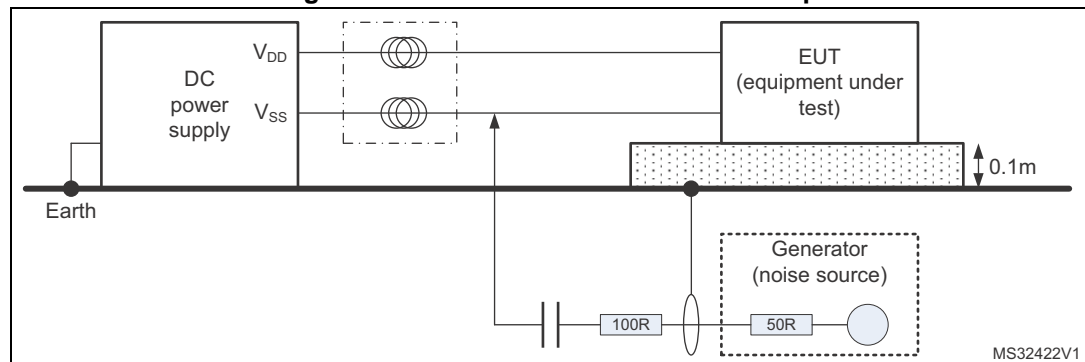 V_DD
DC
power
supply
V_SS
EUT
(equipment under
test)
0.1m
Earth
Generator
(noise source)
100R
50R
MS32422V1